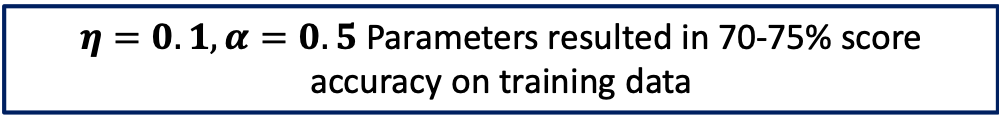 η = 0.1, α = 0.5 Parameters resulted in 70-75% score
accuracy on training data